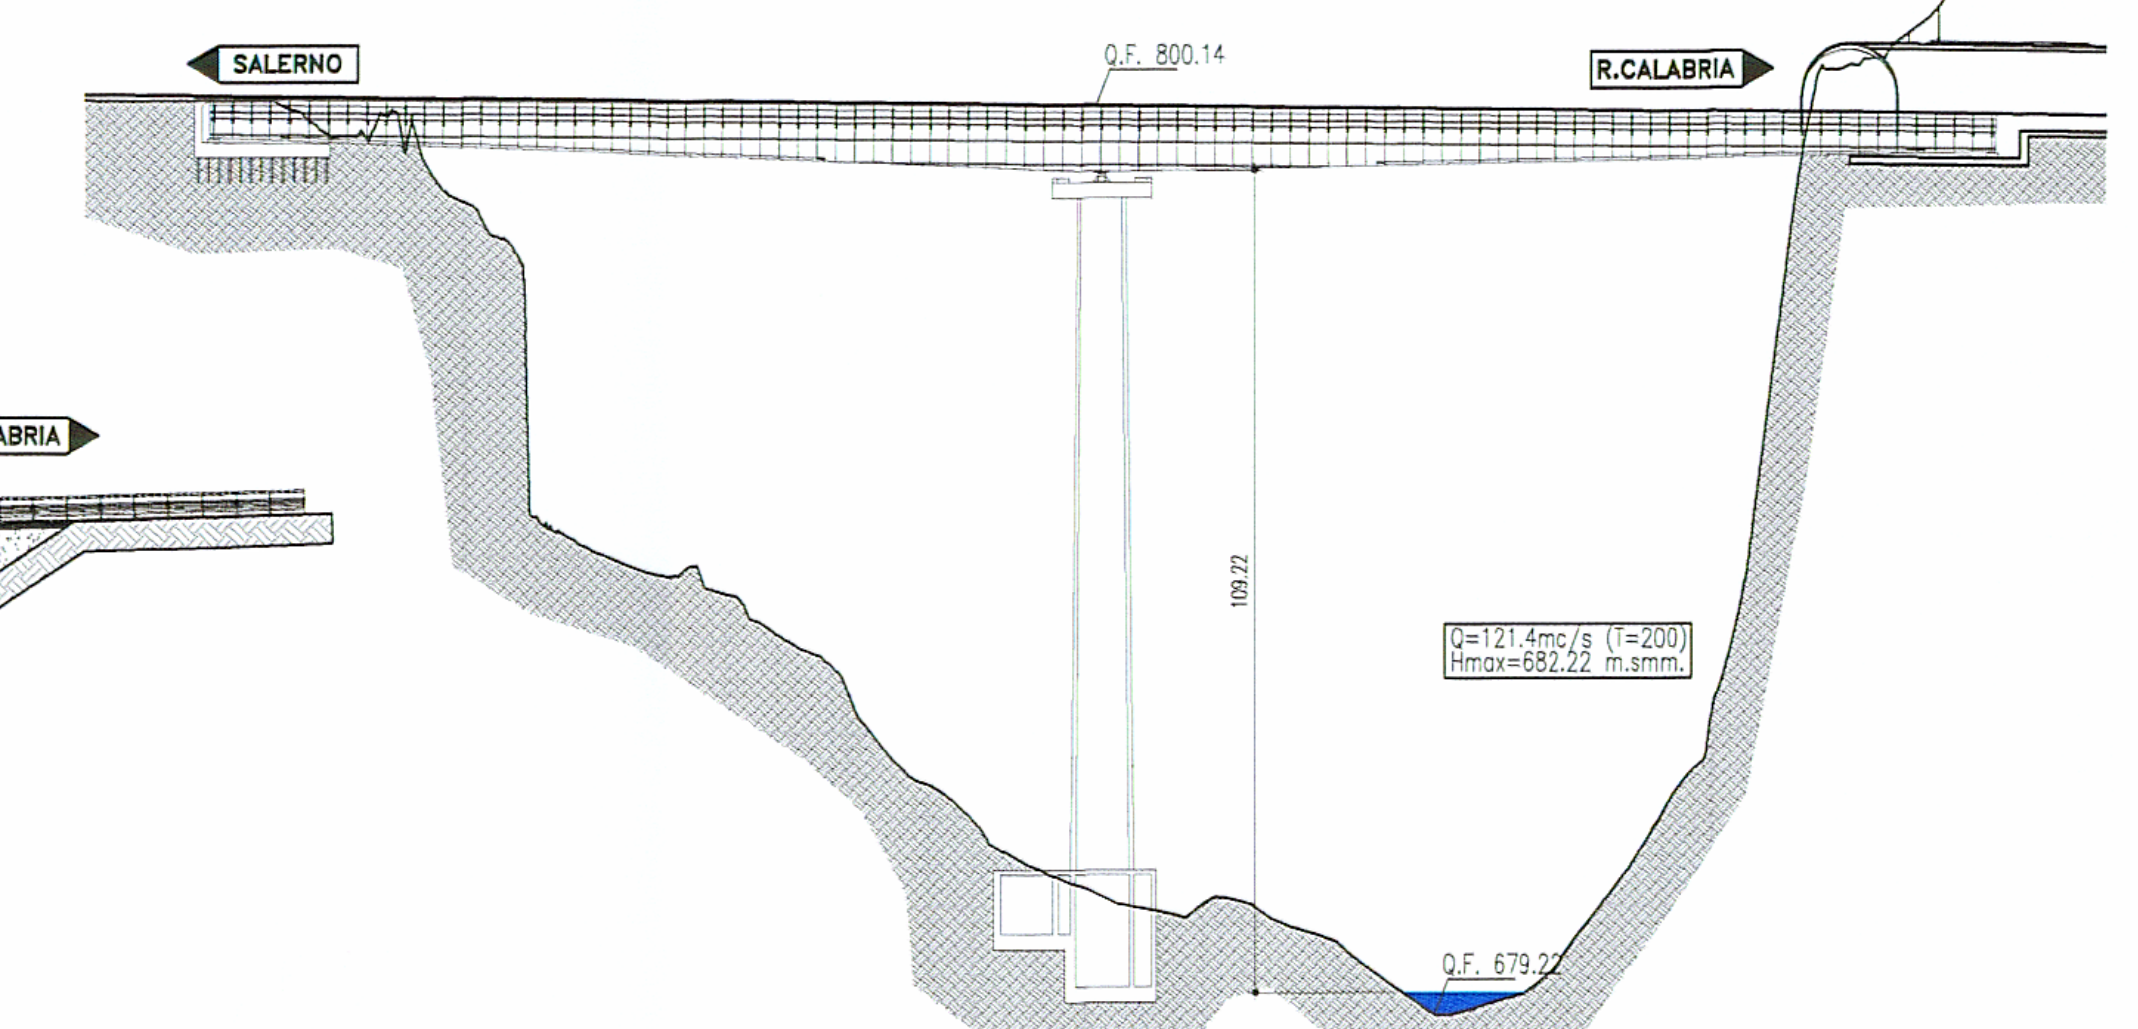 SALERNO
Q.F. 800.14
R.CALABRIA
ABRIA
109.22
Q=121.4mc/s (T=200)
Hmax=682.22 m.smm.
Q.F. 679.22